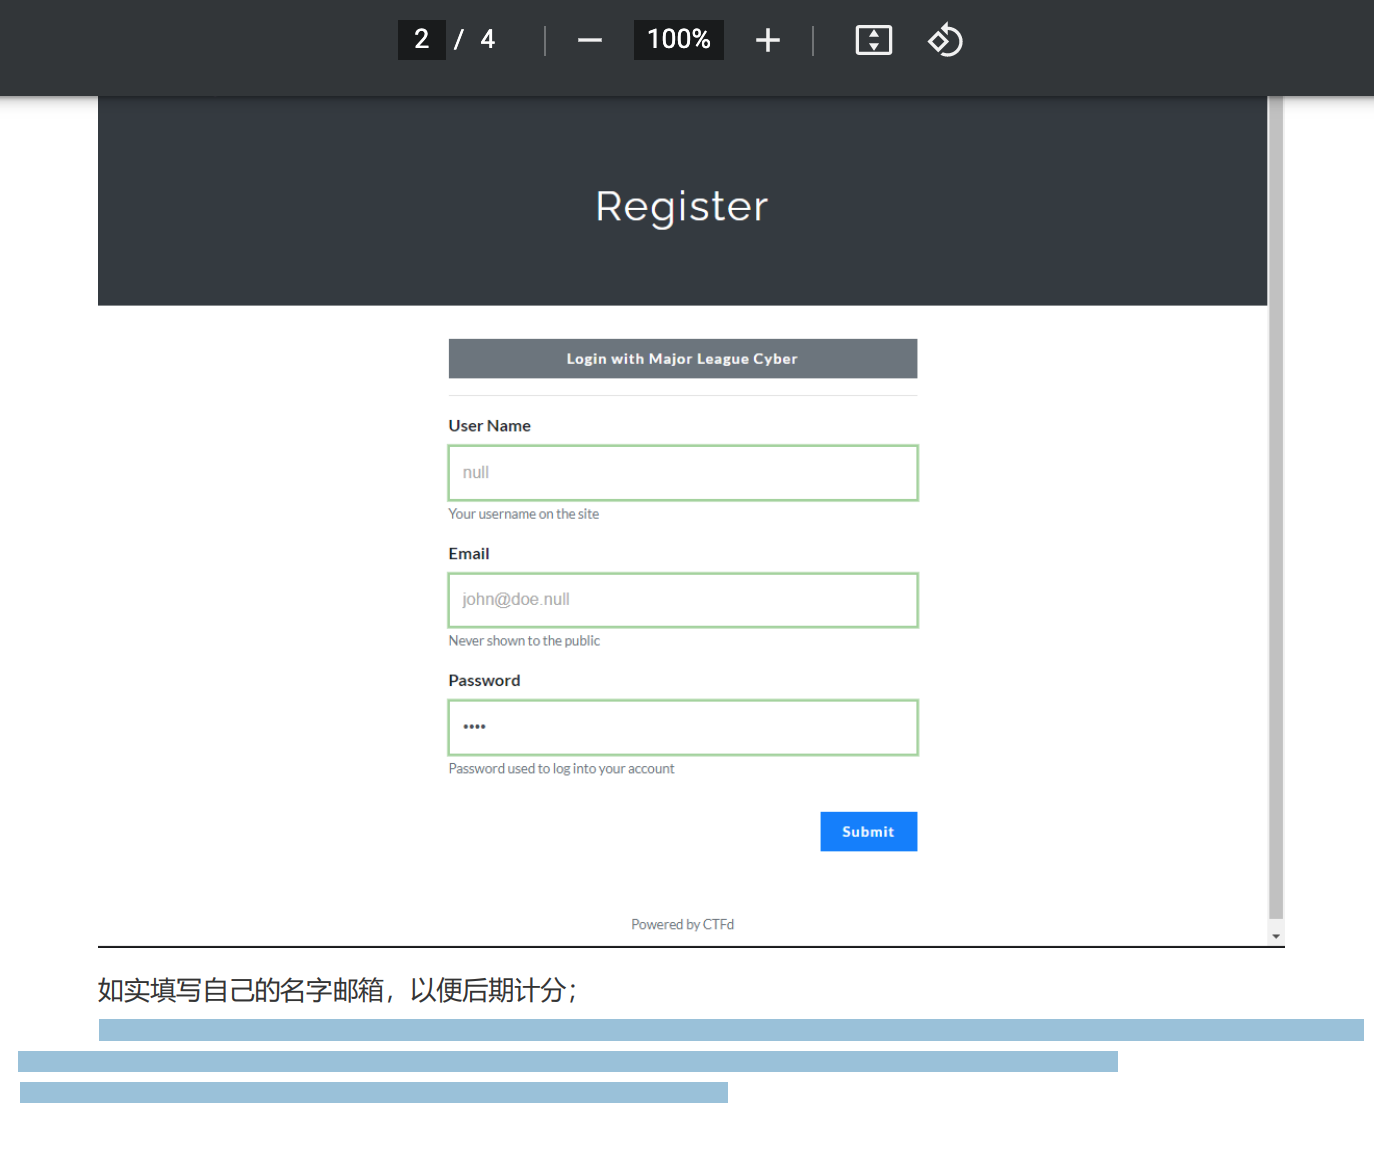 2 / 4 100%
Register
Login with Major League Cyber
User Name
null
Your username on the site
Email
john@doe.null
Never shown to the public
Password
••••
Password used to log into your account
Submit
Powered by CTFd
如实填写自己的名字邮箱，以便后期计分；